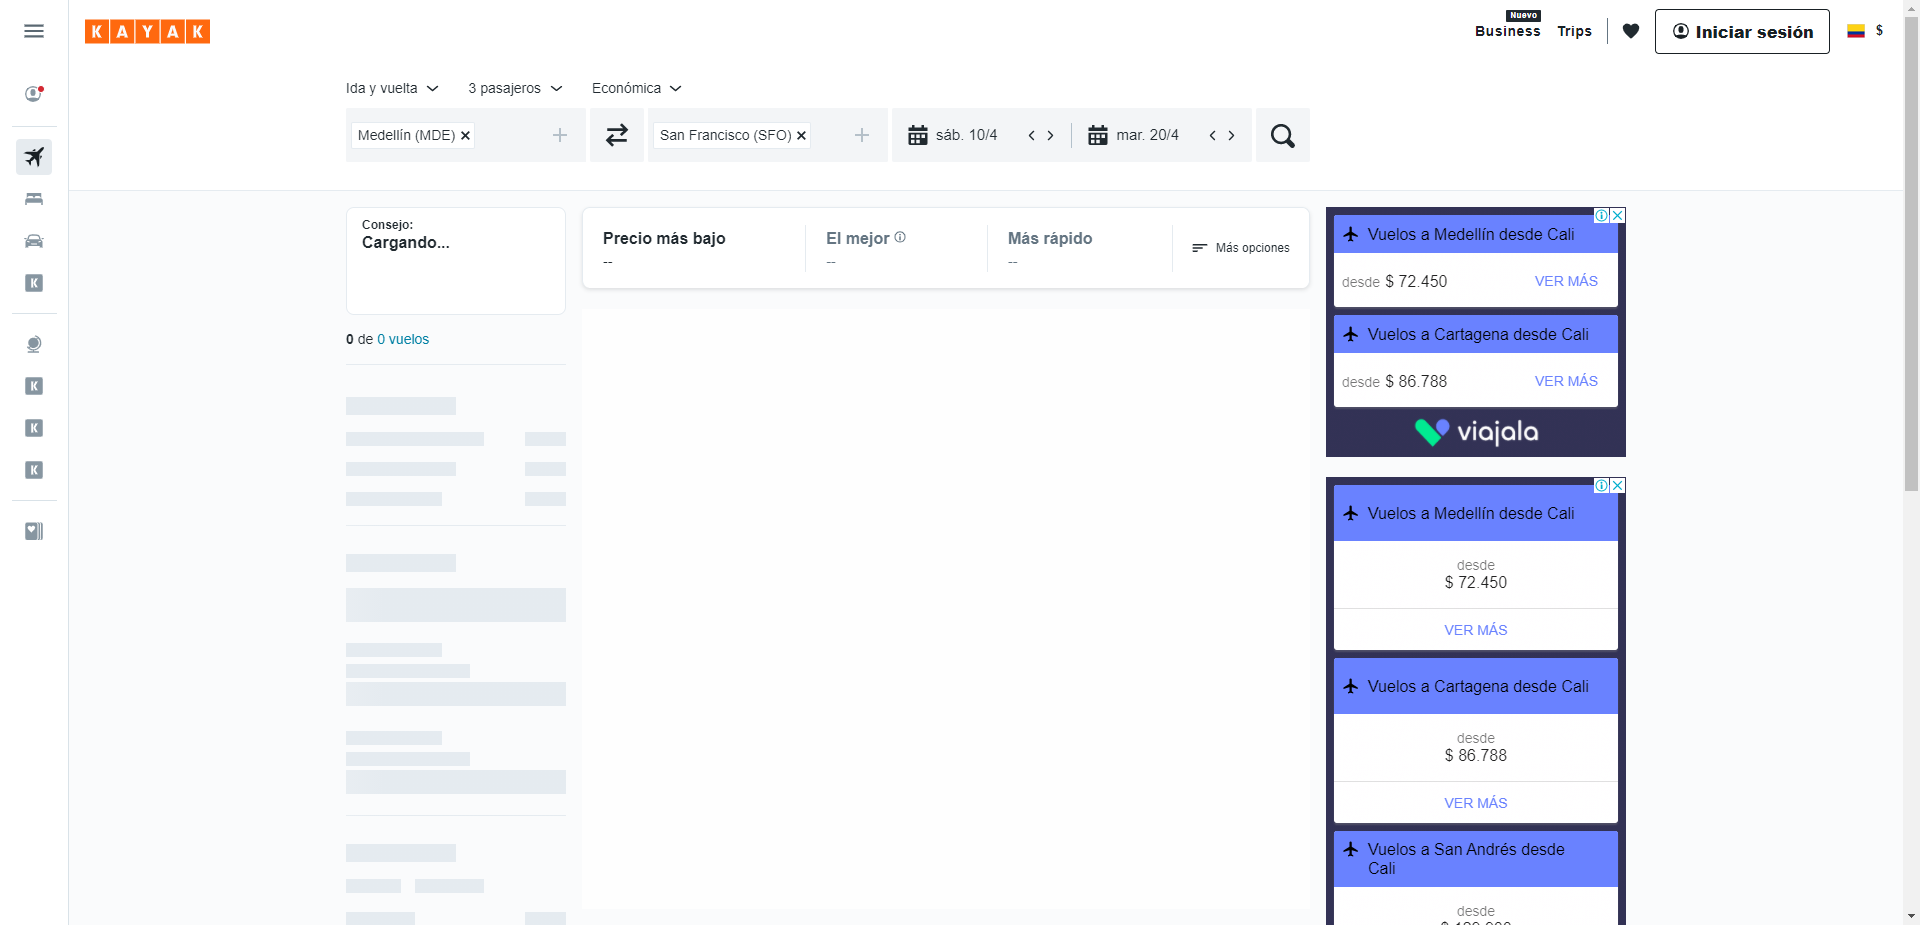 KAYAK
Nuevo
Business
Trips
Iniciar sesión
$
Ida y vuelta
3 pasajeros
Económica
Medellín (MDE)
San Francisco (SFO)
sáb. 10/4
mar. 20/4
Consejo:
Cargando...
0 de 0 vuelos
Precio más bajo
--
El mejor
--
Más rápido
--
Más opciones
Vuelos a Medellín desde Cali
desde $ 72.450
VER MÁS
Vuelos a Cartagena desde Cali
desde $ 86.788
VER MÁS
viajala
Vuelos a Medellín desde Cali
desde
$ 72.450
VER MÁS
Vuelos a Cartagena desde Cali
desde
$ 86.788
VER MÁS
Vuelos a San Andrés desde
Cali
desde
K
K
K
K